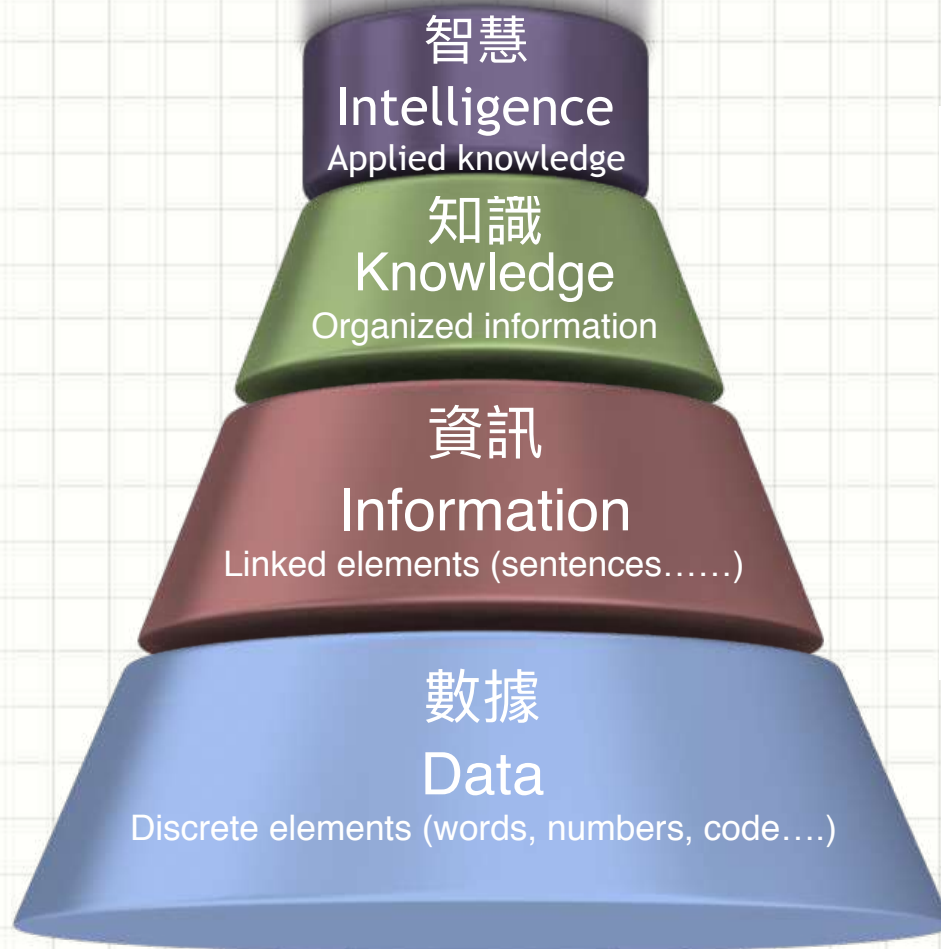 智慧
Intelligence
Applied knowledge
知識
Knowledge
Organized information
資訊
Information
Linked elements (sentences……)
數據
Data
Discrete elements (words, numbers, code….)